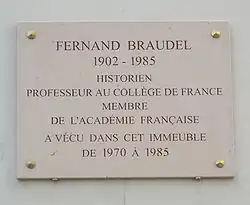 FERNAND BRAUDEL
1902 - 1985
HISTORIEN
PROFESSEUR AU COLLÈGE DE FRANCE
MEMBRE
DE L'ACADÉMIE FRANÇAISE
A VÉCU DANS CET IMMEUBLE
DE 1970 À 1985